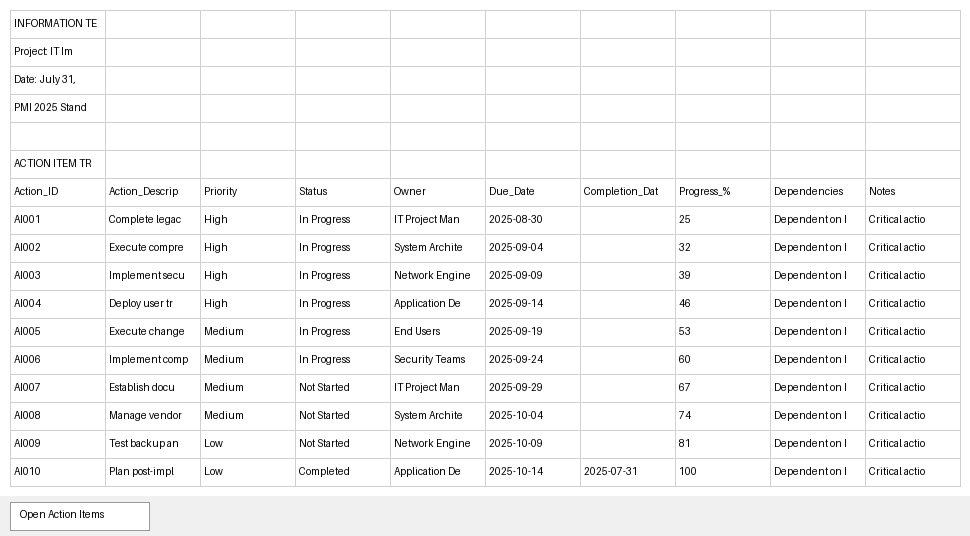 INFORMATION TE
Project: IT Im
Date: July 31,
PMI 2025 Stand
ACTION ITEM TR
Action_ID Action_Descrip Priority Status Owner Due_Date Completion_Dat Progress_% Dependencies Notes
AI001 Complete legac High In Progress IT Project Man 2025-08-30 25 Dependent on I Critical actio
AI002 Execute compre High In Progress System Archite 2025-09-04 32 Dependent on I Critical actio
AI003 Implement secu High In Progress Network Engine 2025-09-09 39 Dependent on I Critical actio
AI004 Deploy user tr High In Progress Application De 2025-09-14 46 Dependent on I Critical actio
AI005 Execute change Medium In Progress End Users 2025-09-19 53 Dependent on I Critical actio
AI006 Implement comp Medium In Progress Security Teams 2025-09-24 60 Dependent on I Critical actio
AI007 Establish docu Medium Not Started IT Project Man 2025-09-29 67 Dependent on I Critical actio
AI008 Manage vendor Medium Not Started System Archite 2025-10-04 74 Dependent on I Critical actio
AI009 Test backup an Low Not Started Network Engine 2025-10-09 81 Dependent on I Critical actio
AI010 Plan post-impl Low Completed Application De 2025-10-14 2025-07-31 100 Dependent on I Critical actio
Open Action Items